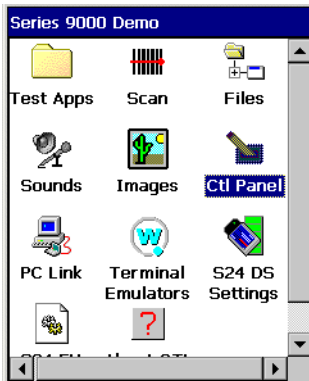 Series 9000 Demo
Test Apps Scan Files
Sounds Images Ctl Panel
PC Link Terminal S24 DS
Emulators Settings